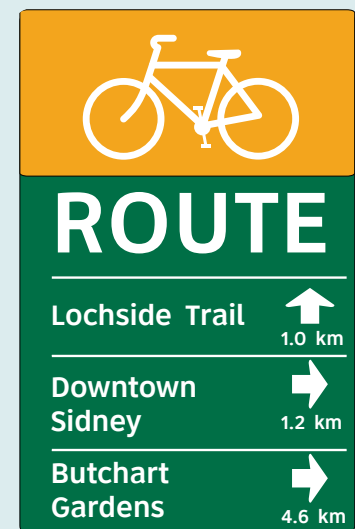 ROUTE
Lochside Trail
1.0 km
Downtown
Sidney
1.2 km
Butchart
Gardens
4.6 km